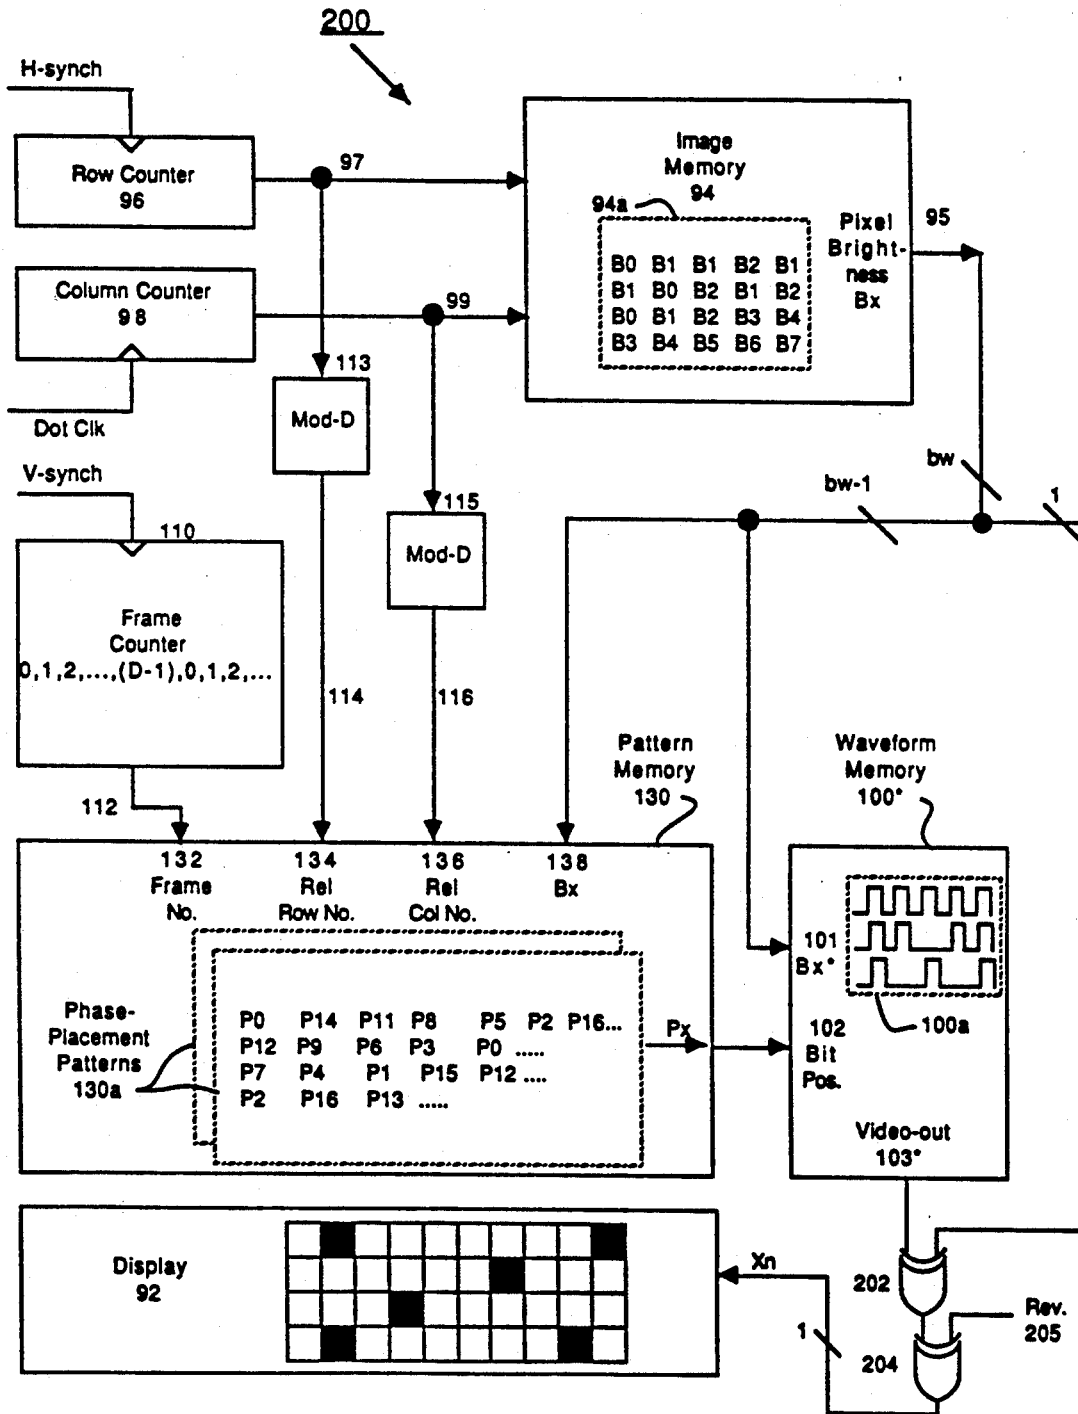 200
H-synch
Row Counter
96
97
Image
Memory
94
94a
Pixel
Bright-
ness
Bx
95
B0 B1 B1 B2 B1
B1 B0 B2 B1 B2
B0 B1 B2 B3 B4
B3 B4 B5 B6 B7
Column Counter
98
99
Dot Clk
113
Mod-D
115
Mod-D
V-synch
110
Frame
Counter
0,1,2,...,(D-1),0,1,2,...
112
114
116
bw
bw-1
1
Pattern
Memory
130
Waveform
Memory
100*
132
Frame
No.
134
Rel
Row No.
136
Rel
Col No.
138
Bx
Phase-
Placement
Patterns
130a
P0 P14 P11 P8 P5 P2 P16...
P12 P9 P6 P3 P0 .....
P7 P4 P1 P15 P12 ....
P2 P16 P13 .....
Px
101
Bx*
100a
102
Bit
Pos.
Video-out
103*
Display
92
Xn
1
202
204
Rev.
205